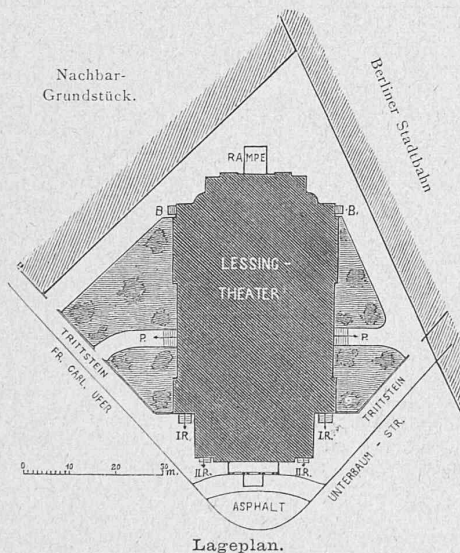 Nachbar-
Grundstück.
Berliner Stadtbahn
RAMPE
B
B.
LESSING -
THEATER
P.
P.
TRITTSTEIN
FR. CARL. UFER
TRITTSTEIN
UNTERBAUM - STR.
I.R.
I.R.
II.R.
II.R.
0 10 20 30 m.
ASPHALT
Lageplan.